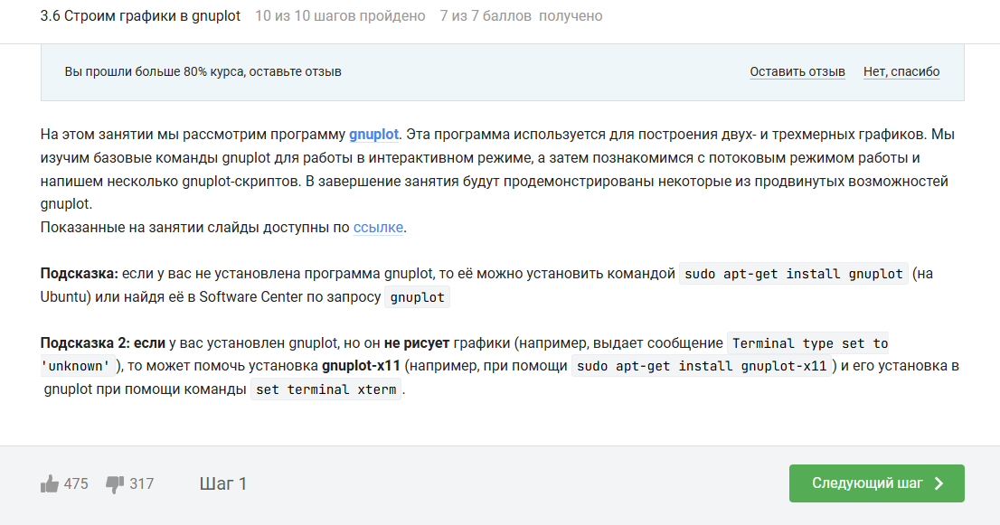 3.6 Строим графики в gnuplot 10 из 10 шагов пройдено 7 из 7 баллов получено
Вы прошли больше 80% курса, оставьте отзыв Оставить отзыв Нет, спасибо
На этом занятии мы рассмотрим программу gnuplot. Эта программа используется для построения двух- и трехмерных графиков. Мы
изучим базовые команды gnuplot для работы в интерактивном режиме, а затем познакомимся с потоковым режимом работы и
напишем несколько gnuplot-скриптов. В завершение занятия будут продемонстрированы некоторые из продвинутых возможностей
gnuplot.
Показанные на занятии слайды доступны по ссылке.
Подсказка: если у вас не установлена программа gnuplot, то её можно установить командой sudo apt-get install gnuplot (на
Ubuntu) или найдя её в Software Center по запросу gnuplot
Подсказка 2: если у вас установлен gnuplot, но он не рисует графики (например, выдает сообщение Terminal type set to
'unknown' ), то может помочь установка gnuplot-x11 (например, при помощи sudo apt-get install gnuplot-x11 ) и его установка в
gnuplot при помощи команды set terminal xterm .
475 317 Шаг 1 Следующий шаг